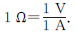 1 Ω = 1 V / 1 A.